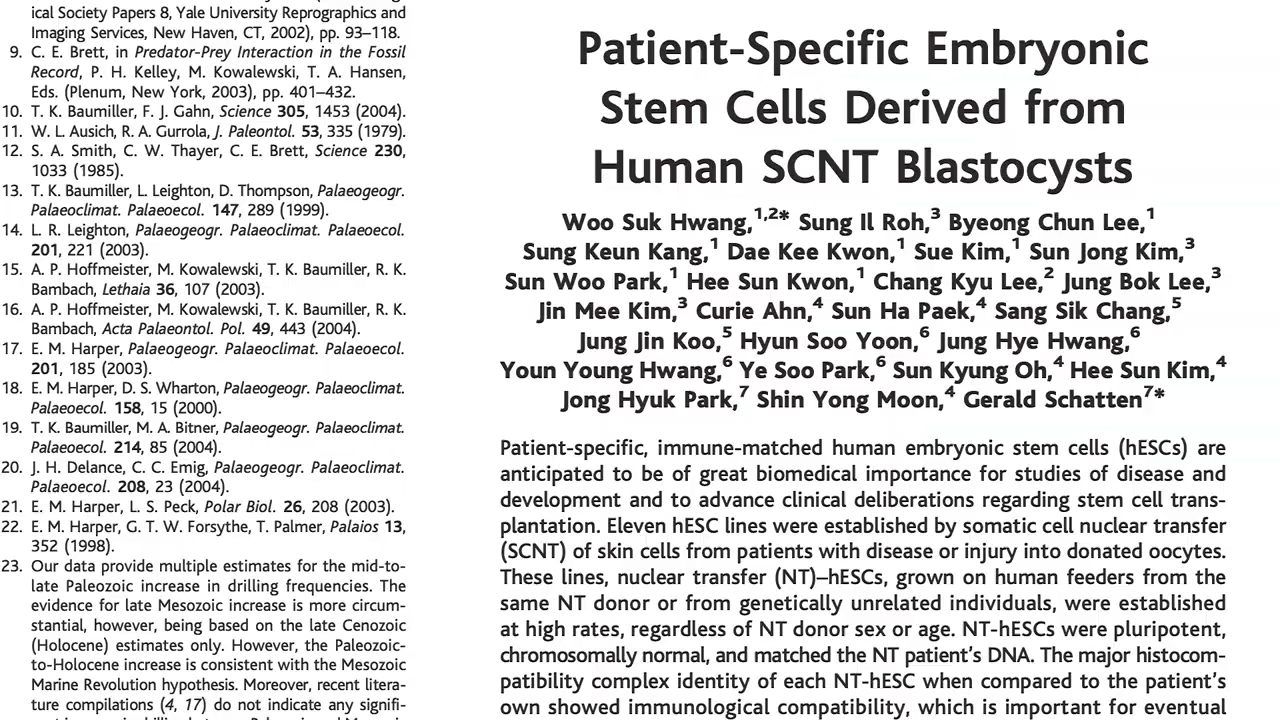 ical Society Papers 8, Yale University Reprographics and
Imaging Services, New Haven, CT, 2002), pp. 93–118.
9. C. E. Brett, in Predator-Prey Interaction in the Fossil
Record, P. H. Kelley, M. Kowalewski, T. A. Hansen,
Eds. (Plenum, New York, 2003), pp. 401–432.
10. T. K. Baumiller, F. J. Gahn, Science 305, 1453 (2004).
11. W. L. Ausich, R. A. Gurrola, J. Paleontol. 53, 335 (1979).
12. S. A. Smith, C. W. Thayer, C. E. Brett, Science 230,
1033 (1985).
13. T. K. Baumiller, L. Leighton, D. Thompson, Palaeogeogr.
Palaeoclimat. Palaeoecol. 147, 289 (1999).
14. L. R. Leighton, Palaeogeogr. Palaeoclimat. Palaeoecol.
201, 221 (2003).
15. A. P. Hoffmeister, M. Kowalewski, T. K. Baumiller, R. K.
Bambach, Lethaia 36, 107 (2003).
16. A. P. Hoffmeister, M. Kowalewski, T. K. Baumiller, R. K.
Bambach, Acta Palaeontol. Pol. 49, 443 (2004).
17. E. M. Harper, Palaeogeogr. Palaeoclimat. Palaeoecol.
201, 185 (2003).
18. E. M. Harper, D. S. Wharton, Palaeogeogr. Palaeoclimat.
Palaeoecol. 158, 15 (2000).
19. T. K. Baumiller, M. A. Bitner, Palaeogeogr. Palaeoclimat.
Palaeoecol. 214, 85 (2004).
20. J. H. Delance, C. C. Emig, Palaeogeogr. Palaeoclimat.
Palaeoecol. 208, 23 (2004).
21. E. M. Harper, L. S. Peck, Polar Biol. 26, 208 (2003).
22. E. M. Harper, G. T. W. Forsythe, T. Palmer, Palaios 13,
352 (1998).
23. Our data provide multiple estimates for the mid-to-
late Paleozoic increase in drilling frequencies. The
evidence for late Mesozoic increase is more circum-
stantial, however, being based on the late Cenozoic
(Holocene) estimates only. However, the Paleozoic-
to-Holocene increase is consistent with the Mesozoic
Marine Revolution hypothesis. Moreover, recent litera-
ture compilations (4, 17) do not indicate any signifi-
Patient-Specific Embryonic
Stem Cells Derived from
Human SCNT Blastocysts
Woo Suk Hwang,1,2* Sung Il Roh,3 Byeong Chun Lee,1
Sung Keun Kang,1 Dae Kee Kwon,1 Sue Kim,1 Sun Jong Kim,3
Sun Woo Park,1 Hee Sun Kwon,1 Chang Kyu Lee,2 Jung Bok Lee,3
Jin Mee Kim,3 Curie Ahn,4 Sun Ha Paek,4 Sang Sik Chang,5
Jung Jin Koo,5 Hyun Soo Yoon,6 Jung Hye Hwang,6
Youn Young Hwang,6 Ye Soo Park,6 Sun Kyung Oh,4 Hee Sun Kim,4
Jong Hyuk Park,7 Shin Yong Moon,4 Gerald Schatten7*
Patient-specific, immune-matched human embryonic stem cells (hESCs) are
anticipated to be of great biomedical importance for studies of disease and
development and to advance clinical deliberations regarding stem cell trans-
plantation. Eleven hESC lines were established by somatic cell nuclear transfer
(SCNT) of skin cells from patients with disease or injury into donated oocytes.
These lines, nuclear transfer (NT)–hESCs, grown on human feeders from the
same NT donor or from genetically unrelated individuals, were established
at high rates, regardless of NT donor sex or age. NT-hESCs were pluripotent,
chromosomally normal, and matched the NT patient's DNA. The major histocom-
patibility complex identity of each NT-hESC when compared to the patient's
own showed immunological compatibility, which is important for eventual